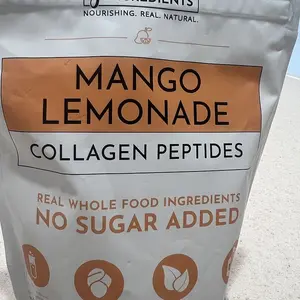 NOURISHING. REAL. NATURAL.
MANGO
LEMONADE
COLLAGEN PEPTIDES
REAL WHOLE FOOD INGREDIENTS
NO SUGAR ADDED